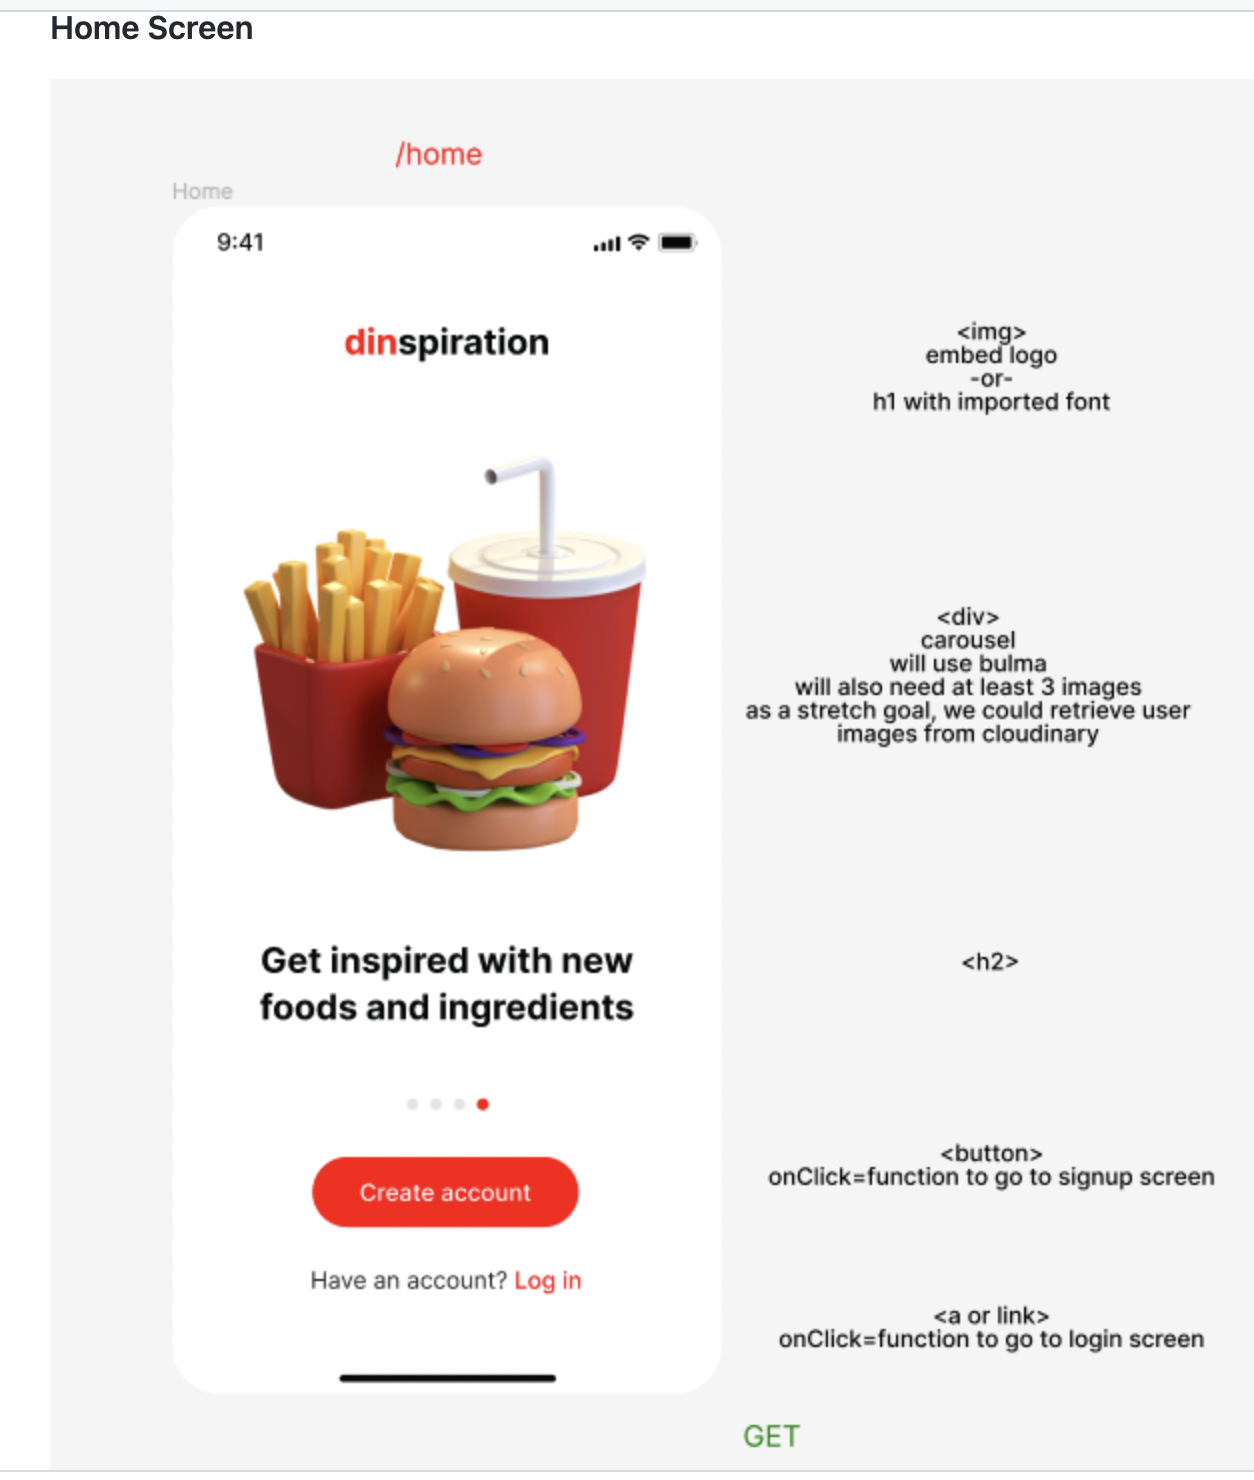 Home Screen
/home
Home
9:41
dinspiration
<img>
embed logo
-or-
h1 with imported font
<div>
carousel
will use bulma
will also need at least 3 images
as a stretch goal, we could retrieve user
images from cloudinary
Get inspired with new
foods and ingredients
<h2>
<button>
onClick=function to go to signup screen
Create account
Have an account? Log in
<a or link>
onClick=function to go to login screen
GET